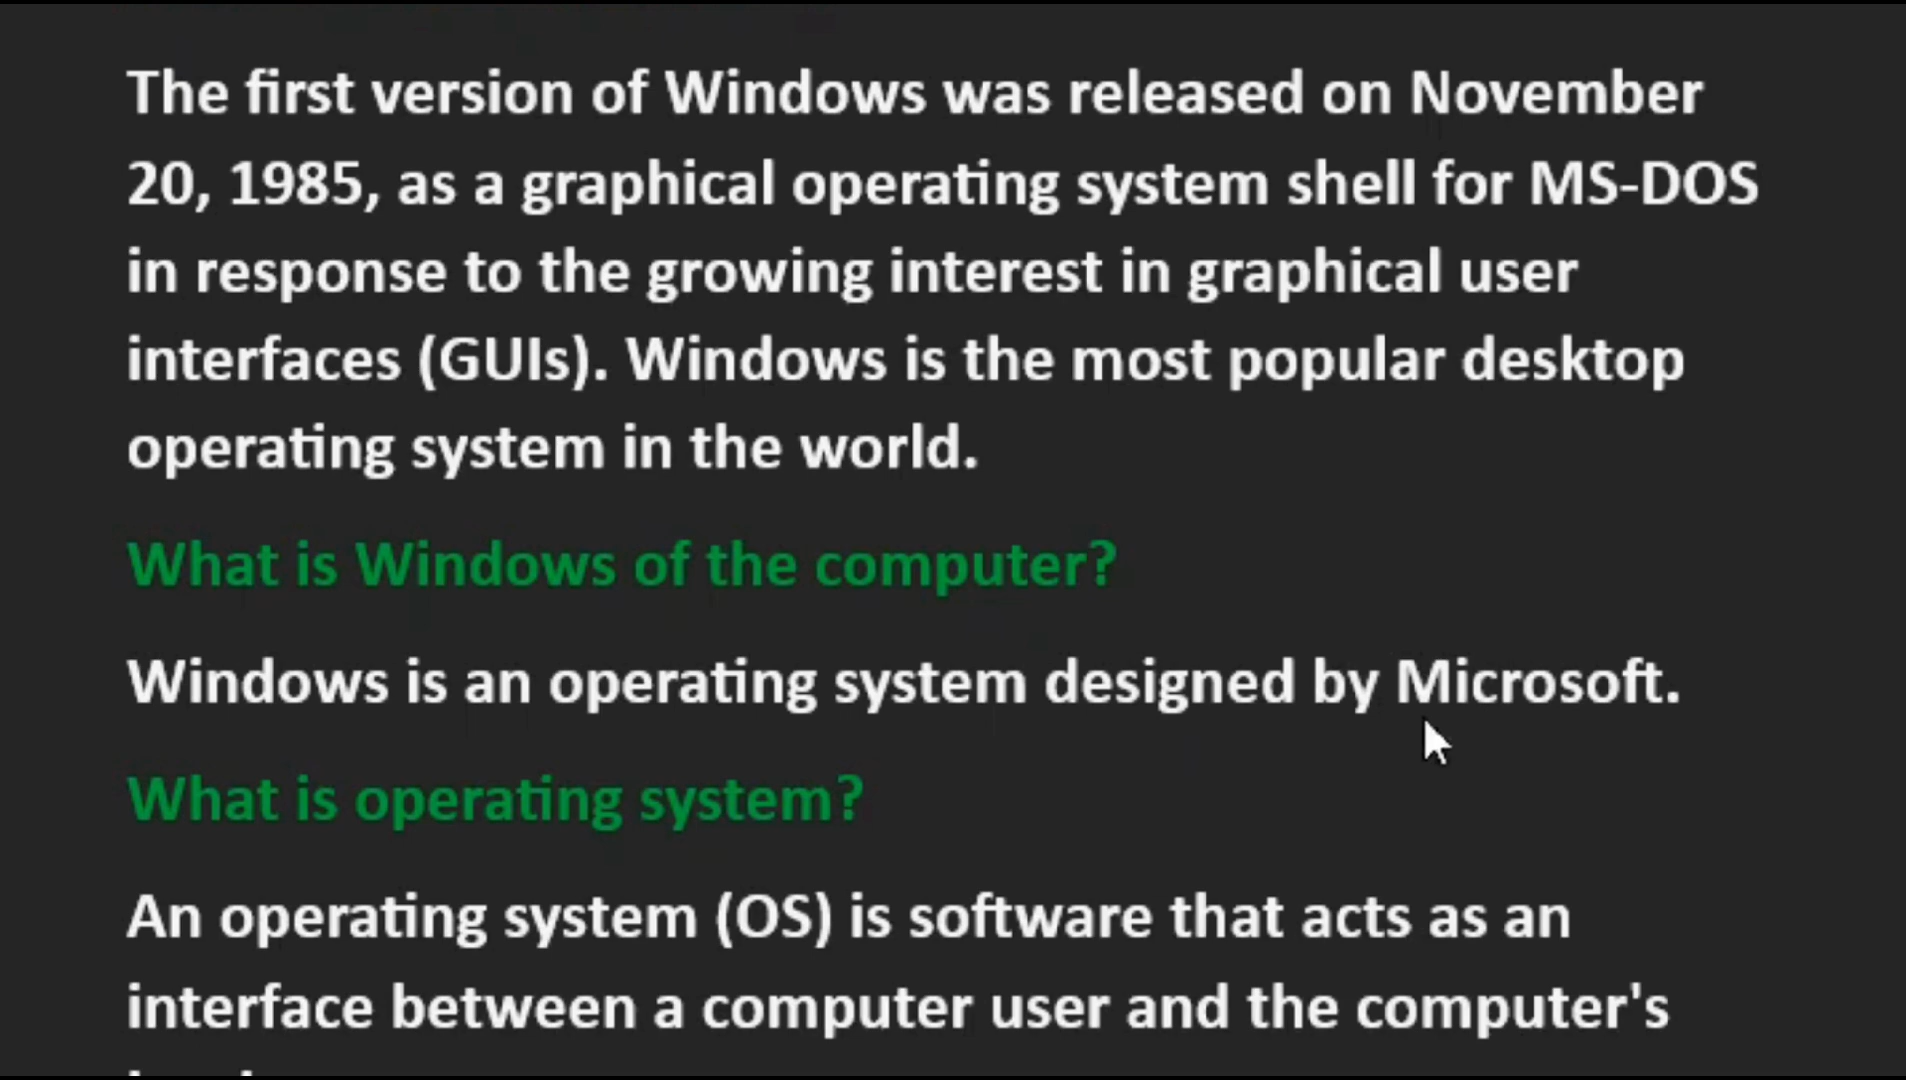 The first version of Windows was released on November
20, 1985, as a graphical operating system shell for MS-DOS
in response to the growing interest in graphical user
interfaces (GUIs). Windows is the most popular desktop
operating system in the world.
What is Windows of the computer?
Windows is an operating system designed by Microsoft.
What is operating system?
An operating system (OS) is software that acts as an
interface between a computer user and the computer's